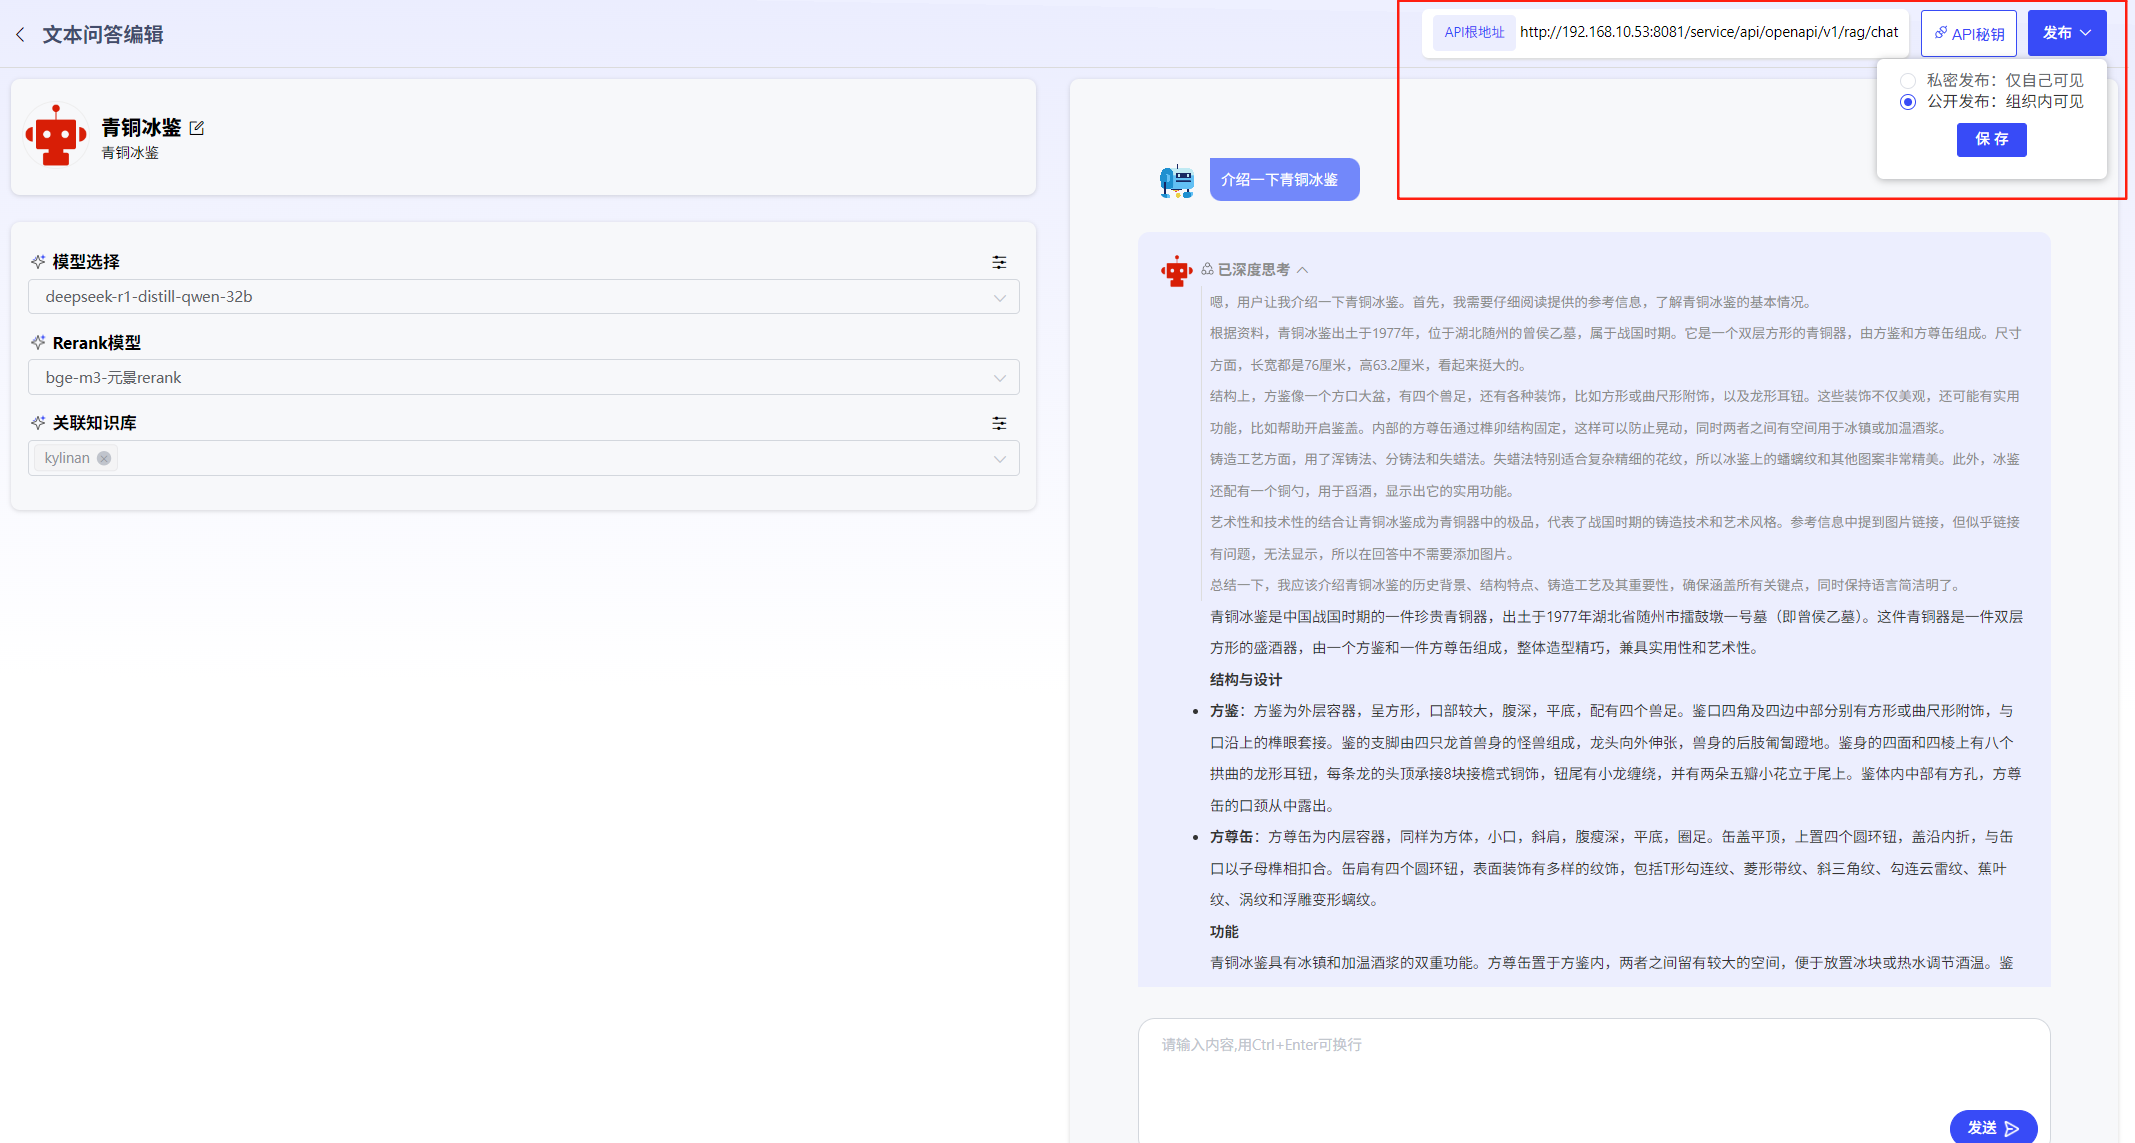 文本问答编辑
API根地址 http://192.168.10.53:8081/service/api/openapi/v1/rag/chat
API秘钥
发布
私密发布：仅自己可见
公开发布：组织内可见
保 存
青铜冰鉴
青铜冰鉴
模型选择
deepseek-r1-distill-qwen-32b
Rerank模型
bge-m3-元景rerank
关联知识库
kylinan
介绍一下青铜冰鉴
已深度思考
嗯，用户让我介绍一下青铜冰鉴。首先，我需要仔细阅读提供的参考信息，了解青铜冰鉴的基本情况。
根据资料，青铜冰鉴出土于1977年，位于湖北随州的曾侯乙墓，属于战国时期。它是一个双层方形的青铜器，由方鉴和方尊缶组成。尺寸
方面，长宽都是76厘米，高63.2厘米，看起来挺大的。
结构上，方鉴像一个方口大盆，有四个兽足，还有各种装饰，比如方形或曲尺形附饰，以及龙形耳钮。这些装饰不仅美观，还可能有实用
功能，比如帮助开启鉴盖。内部的方尊缶通过榫卯结构固定，这样可以防止晃动，同时两者之间有空间用于冰镇或加温酒浆。
铸造工艺方面，用了浑铸法、分铸法和失蜡法。失蜡法特别适合复杂精细的花纹，所以冰鉴上的蟠螭纹和其他图案非常精美。此外，冰鉴
还配有一个铜勺，用于舀酒，显示出它的实用功能。
艺术性和技术性的结合让青铜冰鉴成为青铜器中的极品，代表了战国时期的铸造技术和艺术风格。参考信息中提到图片链接，但似乎链接
有问题，无法显示，所以在回答中不需要添加图片。
总结一下，我应该介绍青铜冰鉴的历史背景、结构特点、铸造工艺及其重要性，确保涵盖所有关键点，同时保持语言简洁明了。
青铜冰鉴是中国战国时期的一件珍贵青铜器，出土于1977年湖北省随州市擂鼓墩一号墓（即曾侯乙墓）。这件青铜器是一件双层
方形的盛酒器，由一个方鉴和一件方尊缶组成，整体造型精巧，兼具实用性和艺术性。
结构与设计
• 方鉴：方鉴为外层容器，呈方形，口部较大，腹深，平底，配有四个兽足。鉴口四角及四边中部分别有方形或曲尺形附饰，与
口沿上的榫眼套接。鉴的支脚由四只龙首兽身的怪兽组成，龙头向外伸张，兽身的后肢匍匐蹬地。鉴身的四面和四棱上有八个
拱曲的龙形耳钮，每条龙的头顶承接8块接檐式铜饰，钮尾有小龙缠绕，并有两朵五瓣小花立于尾上。鉴体内中部有方孔，方尊
缶的口颈从中露出。
• 方尊缶：方尊缶为内层容器，同样为方体，小口，斜肩，腹瘦深，平底，圈足。缶盖平顶，上置四个圆环钮，盖沿内折，与缶
口以子母榫相扣合。缶肩有四个圆环钮，表面装饰有多样的纹饰，包括T形勾连纹、菱形带纹、斜三角纹、勾连云雷纹、蕉叶
纹、涡纹和浮雕变形螭纹。
功能
青铜冰鉴具有冰镇和加温酒浆的双重功能。方尊缶置于方鉴内，两者之间留有较大的空间，便于放置冰块或热水调节酒温。鉴
请输入内容,用Ctrl+Enter可换行
发送